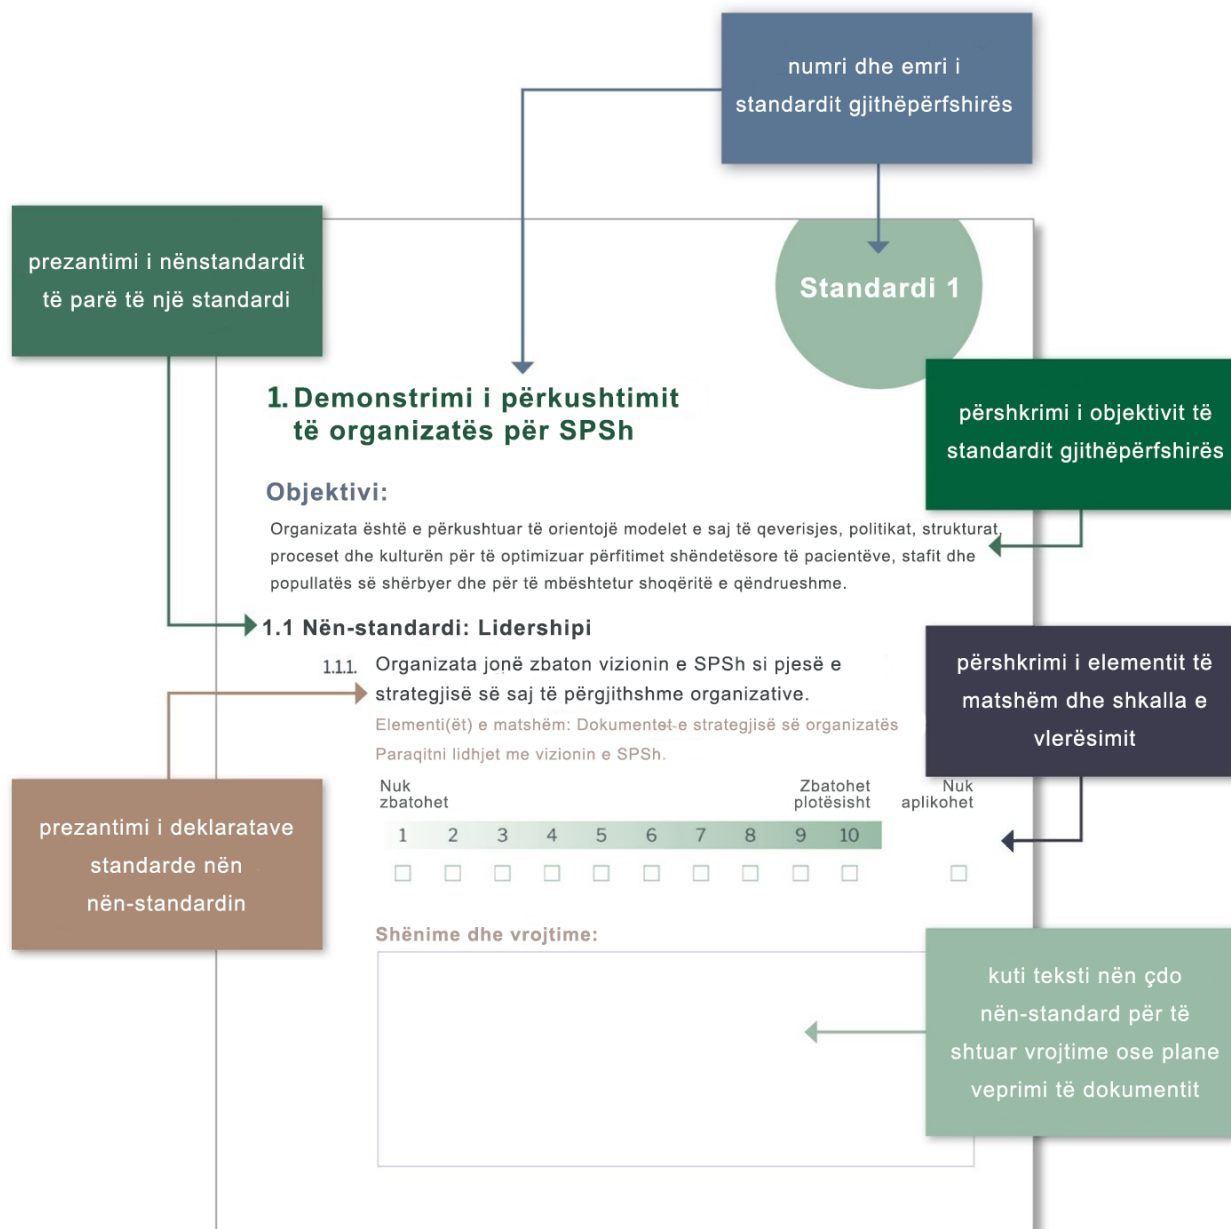 numri dhe emri i
standardit gjithëpërfshirës
prezantimi i nënstandardit
të parë të një standardi
Standardi 1
1. Demonstrimi i përkushtimit
të organizatës për SPSh
përshkrimi i objektivit të
standardit gjithëpërfshirës
Objektivi:
Organizata është e përkushtuar të orientojë modelet e saj të qeverisjes, politikat, strukturat,
proceset dhe kulturën për të optimizuar përfitimet shëndetësore të pacientëve, stafit dhe
popullatës së shërbyer dhe për të mbështetur shoqëritë e qëndrueshme.
1.1 Nën-standardi: Lidershipi
1.1.1. Organizata jonë zbaton vizionin e SPSh si pjesë e
strategjisë së saj të përgjithshme organizative.
Elementi(ët) e matshëm: Dokumentet e strategjisë së organizatës
Paraqitni lidhjet me vizionin e SPSh.
përshkrimi i elementit të
matshëm dhe shkalla e
vlerësimit
Nuk
zbatohet
Zbatohet
plotësisht
Nuk
aplikohet
1 2 3 4 5 6 7 8 9 10
prezantimi i deklaratave
standarde nën
nën-standardin
Shënime dhe vrojtime:
kuti teksti nën çdo
nën-standard për të
shtuar vrojtime ose plane
veprimi të dokumentit